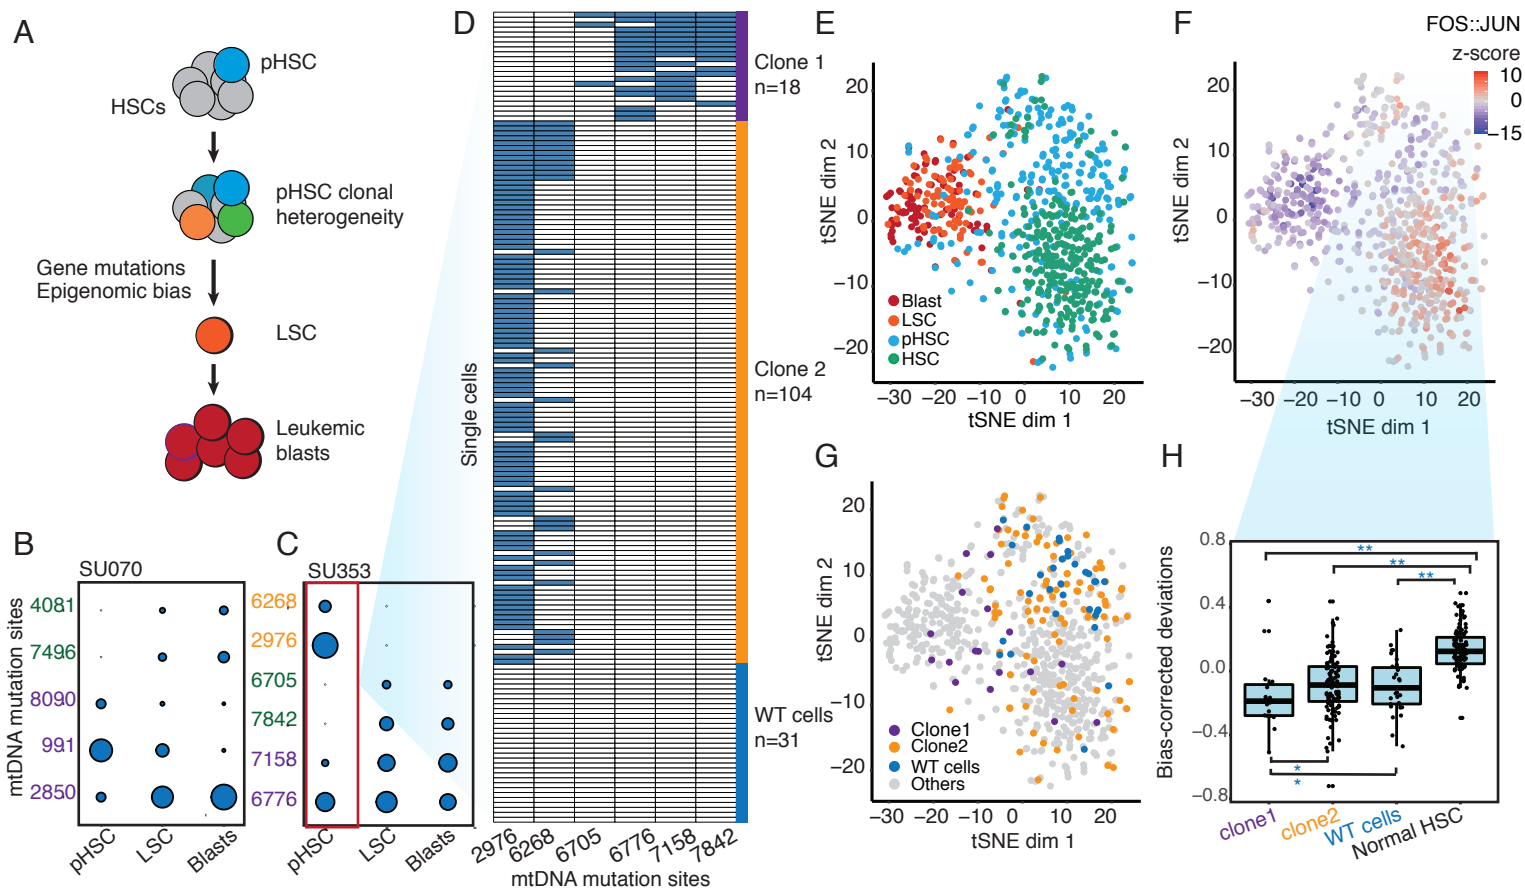 A
pHSC
HSCs
pHSC clonal
heterogeneity
Gene mutations
Epigenomic bias
LSC
Leukemic
blasts
B
SU070
mtDNA mutation sites
4081
7496
8090
991
2850
pHSC
LSC
Blasts
C
SU353
6268
2976
6705
7842
7158
6776
pHSC
LSC
Blasts
D
Single cells
Clone 1
n=18
Clone 2
n=104
WT cells
n=31
2976
6268
6705
6776
7158
7842
mtDNA mutation sites
E
tSNE dim 2
20
10
0
−10
−20
Blast
LSC
pHSC
HSC
−30 −20 −10 0 10 20
tSNE dim 1
F
FOS::JUN
z-score
10
0
−15
tSNE dim 2
20
10
0
−10
−20
−30 −20 −10 0 10 20
tSNE dim 1
G
tSNE dim 2
20
10
0
−10
−20
Clone1
Clone2
WT cells
Others
−30 −20 −10 0 10 20
tSNE dim 1
H
Bias-corrected deviations
0.8
0.4
0.0
−0.4
−0.8
**
**
**
*
*
clone1
clone2
WT cells
Normal HSC